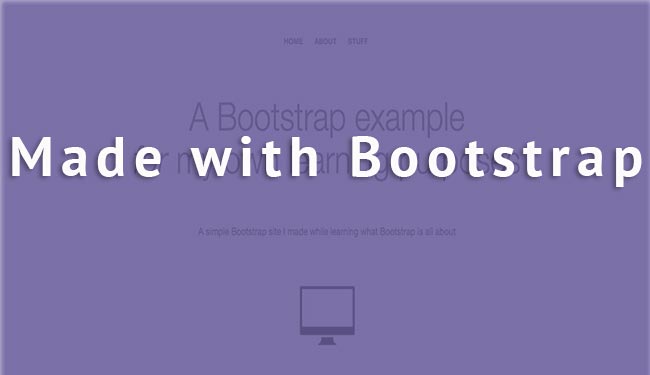 HOME ABOUT STUFF
A Bootstrap example
Made with Bootstrap
A simple Bootstrap site I made while learning what Bootstrap is all about